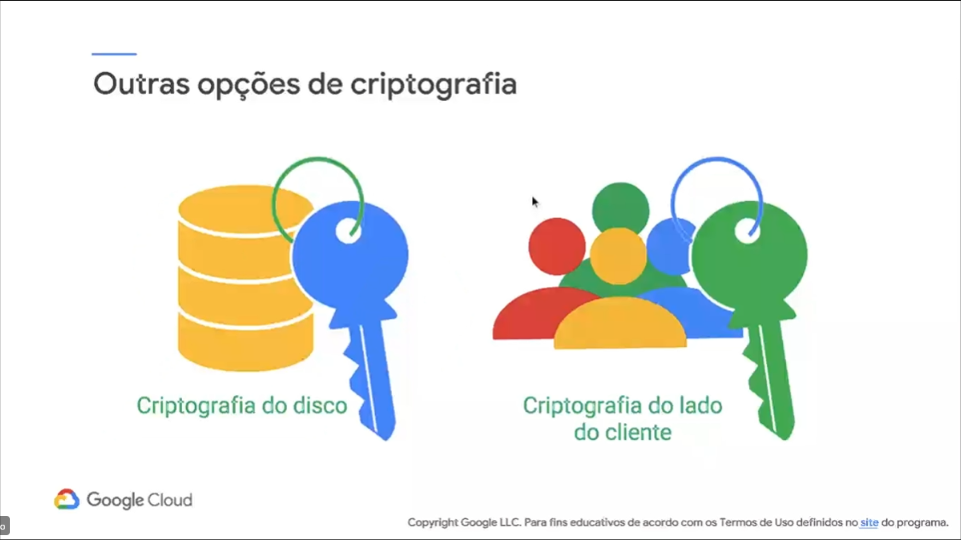 Outras opções de criptografia
Criptografia do disco
Criptografia do lado
do cliente
Google Cloud
Copyright Google LLC. Para fins educativos de acordo com os Termos de Uso definidos no site do programa.